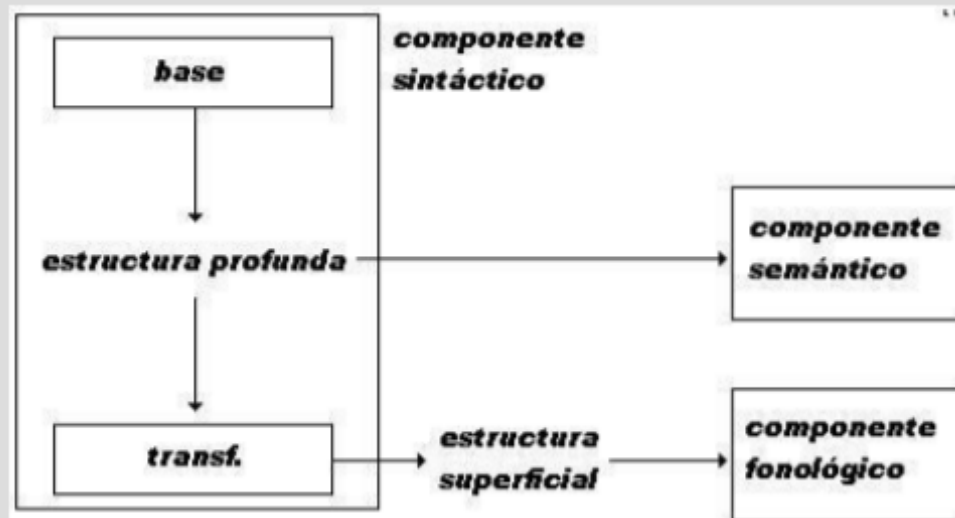 base
componente
sintáctico
estructura profunda
componente
semántico
transf.
estructura
superficial
componente
fonológico